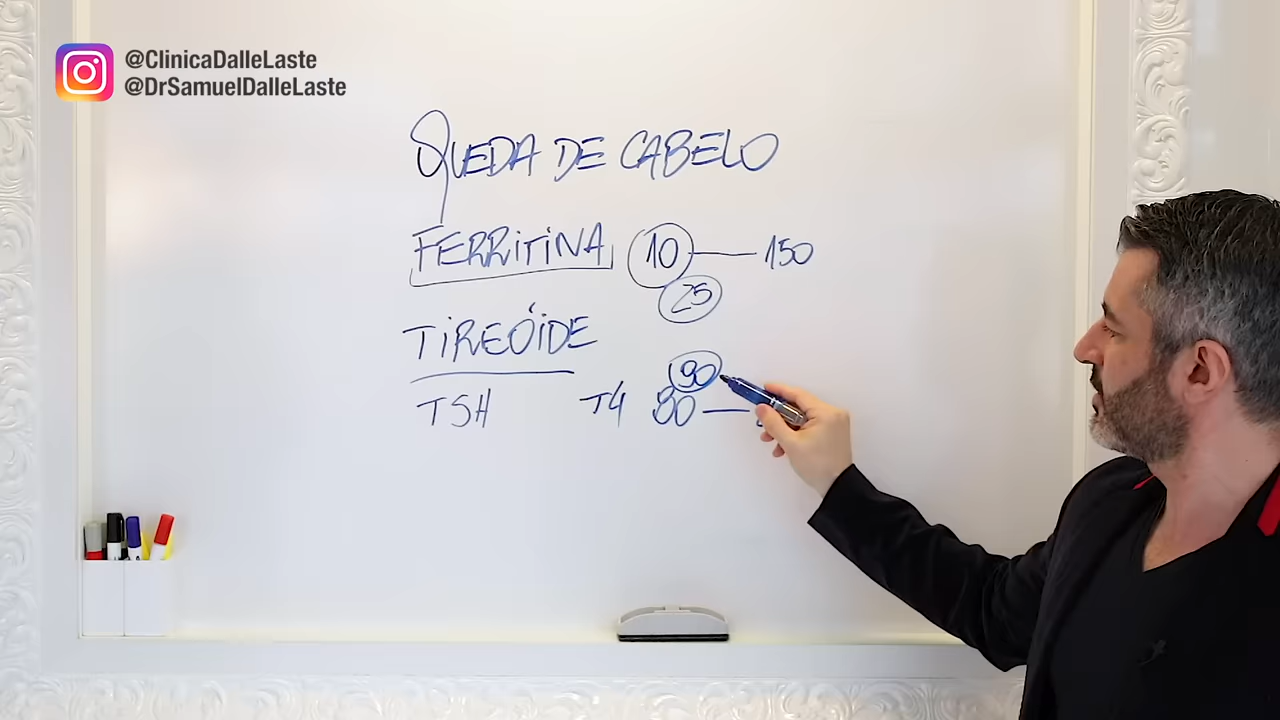 @ClinicaDalleLaste
@DrSamuelDalleLaste
QUEDA DE CABELO
FERRITINA 10 — 150
25
TIREÓIDE
90
TSH T4 80 —